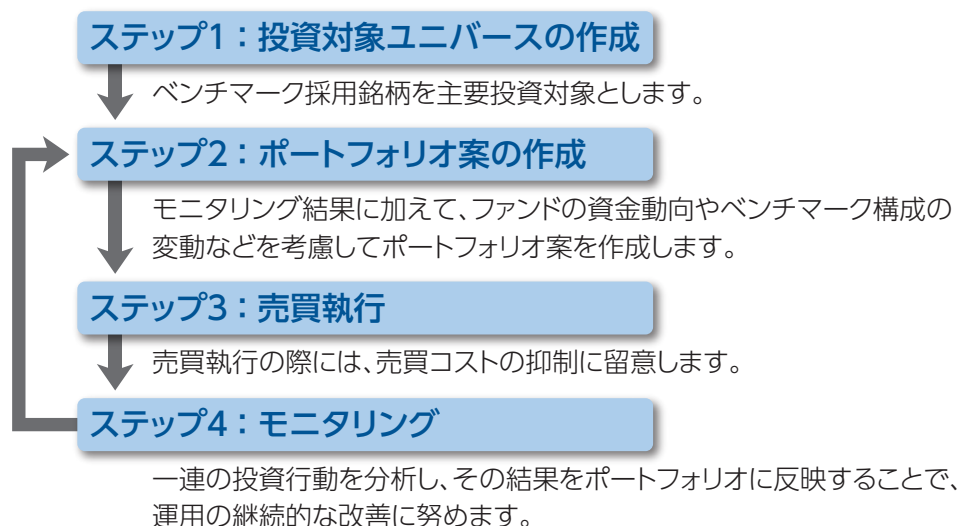 ステップ1：投資対象ユニバースの作成
ベンチマーク採用銘柄を主要投資対象とします。
ステップ2：ポートフォリオ案の作成
モニタリング結果に加えて、ファンドの資金動向やベンチマーク構成の
変動などを考慮してポートフォリオ案を作成します。
ステップ3：売買執行
売買執行の際には、売買コストの抑制に留意します。
ステップ4：モニタリング
一連の投資行動を分析し、その結果をポートフォリオに反映することで、
運用の継続的な改善に努めます。